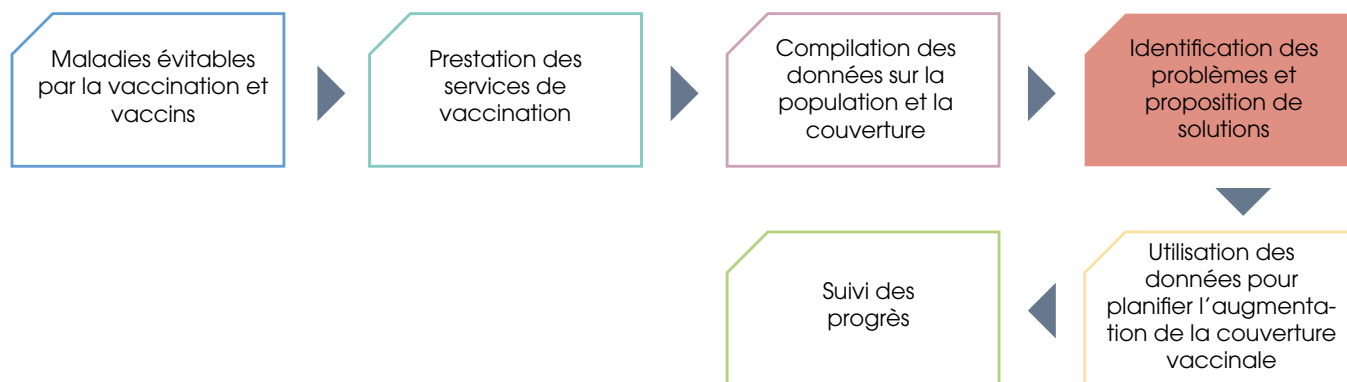 Maladies évitables
par la vaccination et
vaccins
Prestation des
services de
vaccination
Compilation des
données sur la
population et la
couverture
Identification des
problèmes et
proposition de
solutions
Utilisation des
données pour
planifier l’augmenta-
tion de la couverture
vaccinale
Suivi des
progrès